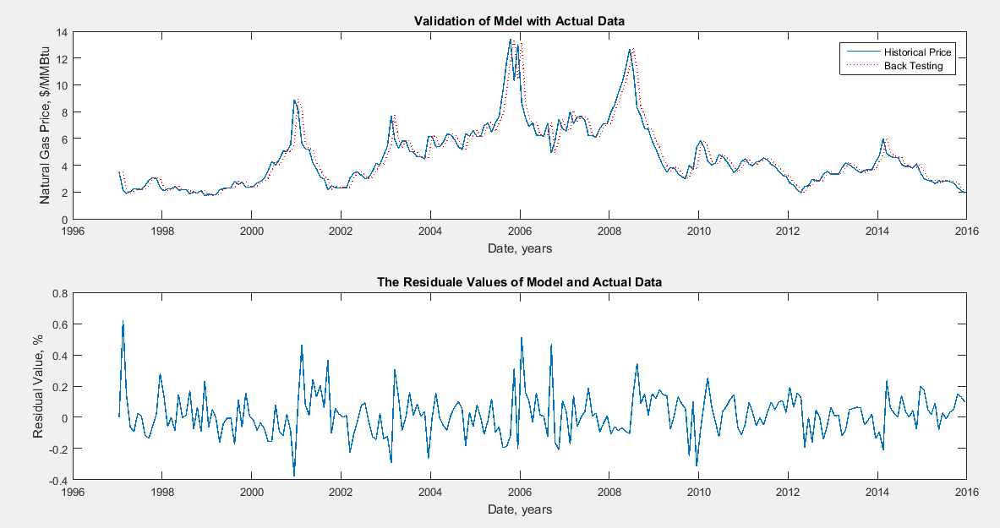 Validation of Mdel with Actual Data
Natural Gas Price, $/MMBtu
14
12
10
8
6
4
2
0
Historical Price
Back Testing
1996 1998 2000 2002 2004 2006 2008 2010 2012 2014 2016
Date, years
The Residuale Values of Model and Actual Data
Residual Value, %
0.8
0.6
0.4
0.2
0
-0.2
-0.4
1996 1998 2000 2002 2004 2006 2008 2010 2012 2014 2016
Date, years